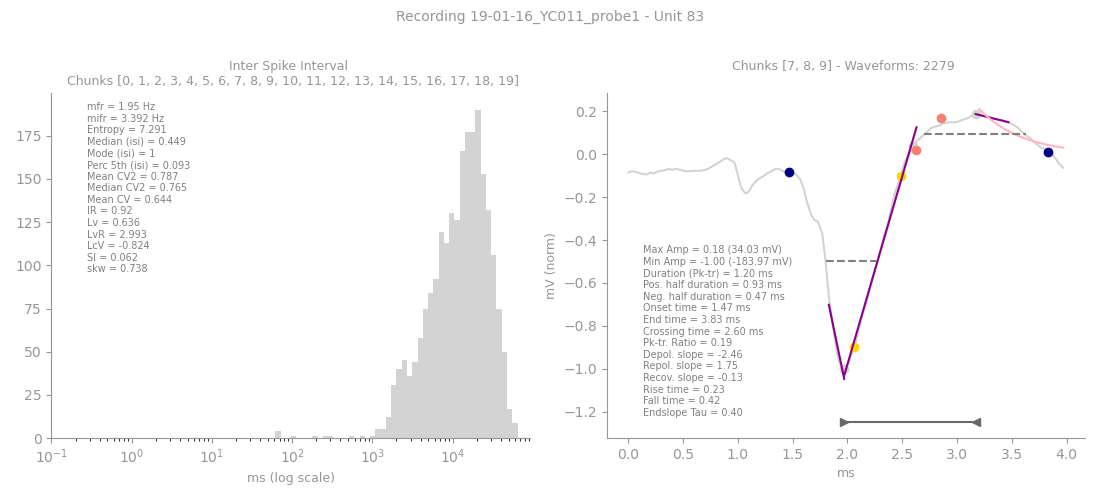 Recording 19-01-16_YC011_probe1 - Unit 83
Inter Spike Interval
Chunks [0, 1, 2, 3, 4, 5, 6, 7, 8, 9, 10, 11, 12, 13, 14, 15, 16, 17, 18, 19]
mfr = 1.95 Hz
mifr = 3.392 Hz
Entropy = 7.291
Median (isi) = 0.449
Mode (isi) = 1
Perc 5th (isi) = 0.093
Mean CV2 = 0.787
Median CV2 = 0.765
Mean CV = 0.644
IR = 0.92
Lv = 0.636
LvR = 2.993
LcV = -0.824
SI = 0.062
skw = 0.738
175
150
125
100
75
50
25
0
10⁻¹ 10⁰ 10¹ 10² 10³ 10⁴
ms (log scale)
Chunks [7, 8, 9] - Waveforms: 2279
mV (norm)
0.2
0.0
−0.2
−0.4
−0.6
−0.8
−1.0
−1.2
Max Amp = 0.18 (34.03 mV)
Min Amp = -1.00 (-183.97 mV)
Duration (Pk-tr) = 1.20 ms
Pos. half duration = 0.93 ms
Neg. half duration = 0.47 ms
Onset time = 1.47 ms
End time = 3.83 ms
Crossing time = 2.60 ms
Pk-tr. Ratio = 0.19
Depol. slope = -2.46
Repol. slope = 1.75
Recov. slope = -0.13
Rise time = 0.23
Fall time = 0.42
Endslope Tau = 0.40
0.0 0.5 1.0 1.5 2.0 2.5 3.0 3.5 4.0
ms